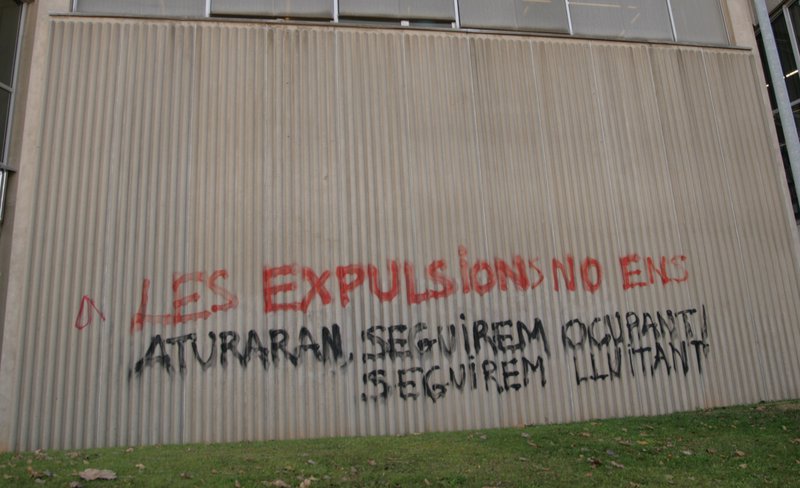 LES EXPULSIONS NO ENS
ATURARAN, SEGUIREM OCUPANT I
SEGUIREM LLUITANT